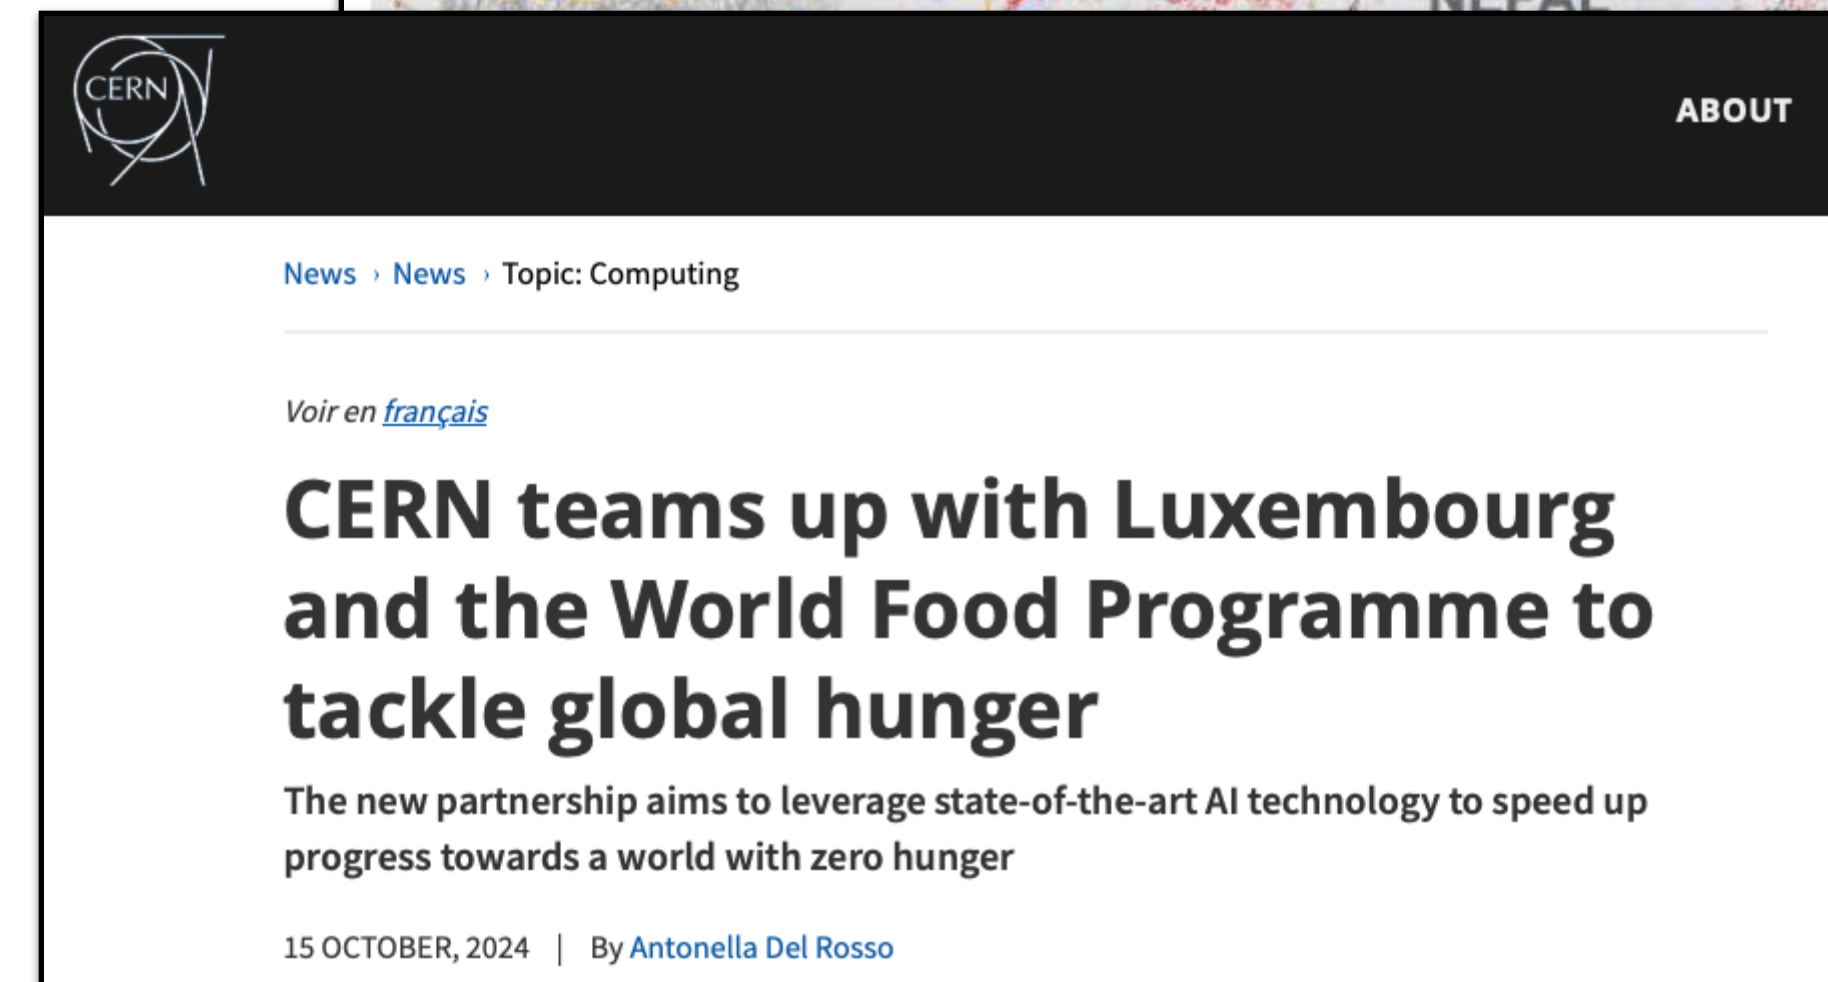 NEPAL
CERN
ABOUT
News › News › Topic: Computing
Voir en français
CERN teams up with Luxembourg
and the World Food Programme to
tackle global hunger
The new partnership aims to leverage state-of-the-art AI technology to speed up
progress towards a world with zero hunger
15 OCTOBER, 2024 | By Antonella Del Rosso